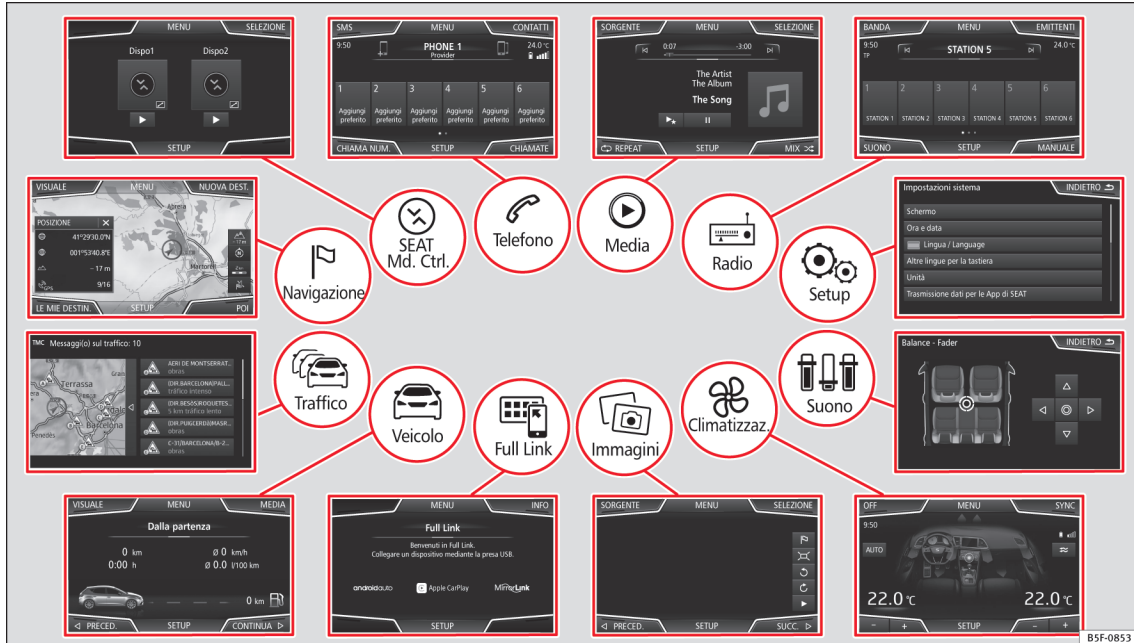 MENU
SELEZIONE
Dispo1
Dispo2
SETUP
SMS
MENU
CONTATTI
9:50
PHONE 1
Provider
24.0 °C
1
2
3
4
5
6
Aggiungi preferito
Aggiungi preferito
Aggiungi preferito
Aggiungi preferito
Aggiungi preferito
Aggiungi preferito
CHIAMA NUM.
SETUP
CHIAMATE
SORGENTE
MENU
SELEZIONE
0:07
-3:00
The Artist
The Album
The Song
REPEAT
SETUP
MIX
BANDA
MENU
EMITTENTI
9:50
TP
STATION 5
24.0 °C
1
2
3
4
5
6
STATION 1
STATION 2
STATION 3
STATION 4
STATION 5
STATION 6
SUONO
SETUP
MANUALE
VISUALE
MENU
NUOVA DEST.
Abrera
POSIZIONE
41°29'30.0"N
001°53'40.8"E
- 17 m
GPS
9/16
Martorell
- 17 m
LE MIE DESTIN.
SETUP
POI
SEAT
Md. Ctrl.
Telefono
Media
Radio
Navigazione
Setup
Impostazioni sistema
INDIETRO
Schermo
Ora e data
Lingua / Language
Altre lingue per la tastiera
Unità
Trasmissione dati per le App di SEAT
TMC
Messaggi(o) sul traffico: 10
Terrassa
Barcelona
Penedès
AERI DE MONTSERRAT...
obras
(DIR.BARCELONA)PALL...
tráfico intenso
(DIR.BESOS)ROQUETES...
5 km tráfico lento
(DIR.PUIGCERDÀ)MASR...
obras
C-31/BARCELONA/B-2...
obras
Traffico
Veicolo
Full Link
Immagini
Climatizzaz.
Suono
Balance - Fader
INDIETRO
VISUALE
MENU
MEDIA
Dalla partenza
0 km
Ø 0 km/h
0:00 h
Ø 0.0 l/100 km
0 km
PRECED.
SETUP
CONTINUA
MENU
INFO
Full Link
Benvenuti in Full Link.
Collegare un dispositivo mediante la presa USB.
androidauto
Apple CarPlay
MirrorLink
SETUP
SORGENTE
MENU
SELEZIONE
PRECED.
SETUP
SUCC.
OFF
MENU
SYNC
9:50
AUTO
22.0 °C
22.0 °C
- +
SETUP
- +
B5F-0853